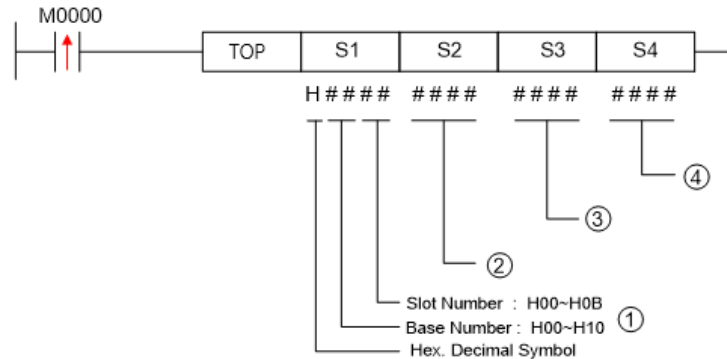 M0000
TOP S1 S2 S3 S4
H # # # # # # # # # # # # # # # #
④
③
②
Slot Number : H00~H0B
①
Base Number : H00~H10
Hex. Decimal Symbol